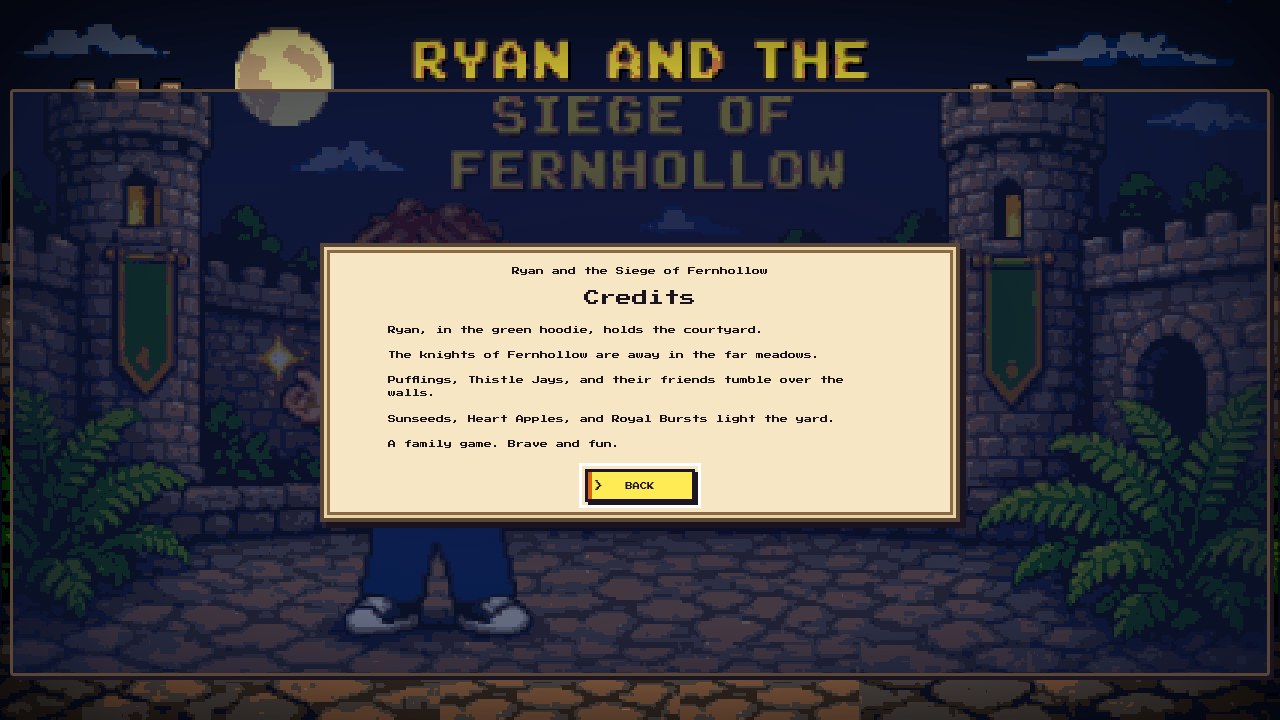 RYAN AND THE
SIEGE OF
FERNHOLLOW
Ryan and the Siege of Fernhollow
Credits
Ryan, in the green hoodie, holds the courtyard.
The knights of Fernhollow are away in the far meadows.
Pufflings, Thistle Jays, and their friends tumble over the
walls.
Sunseeds, Heart Apples, and Royal Bursts light the yard.
A family game. Brave and fun.
> BACK